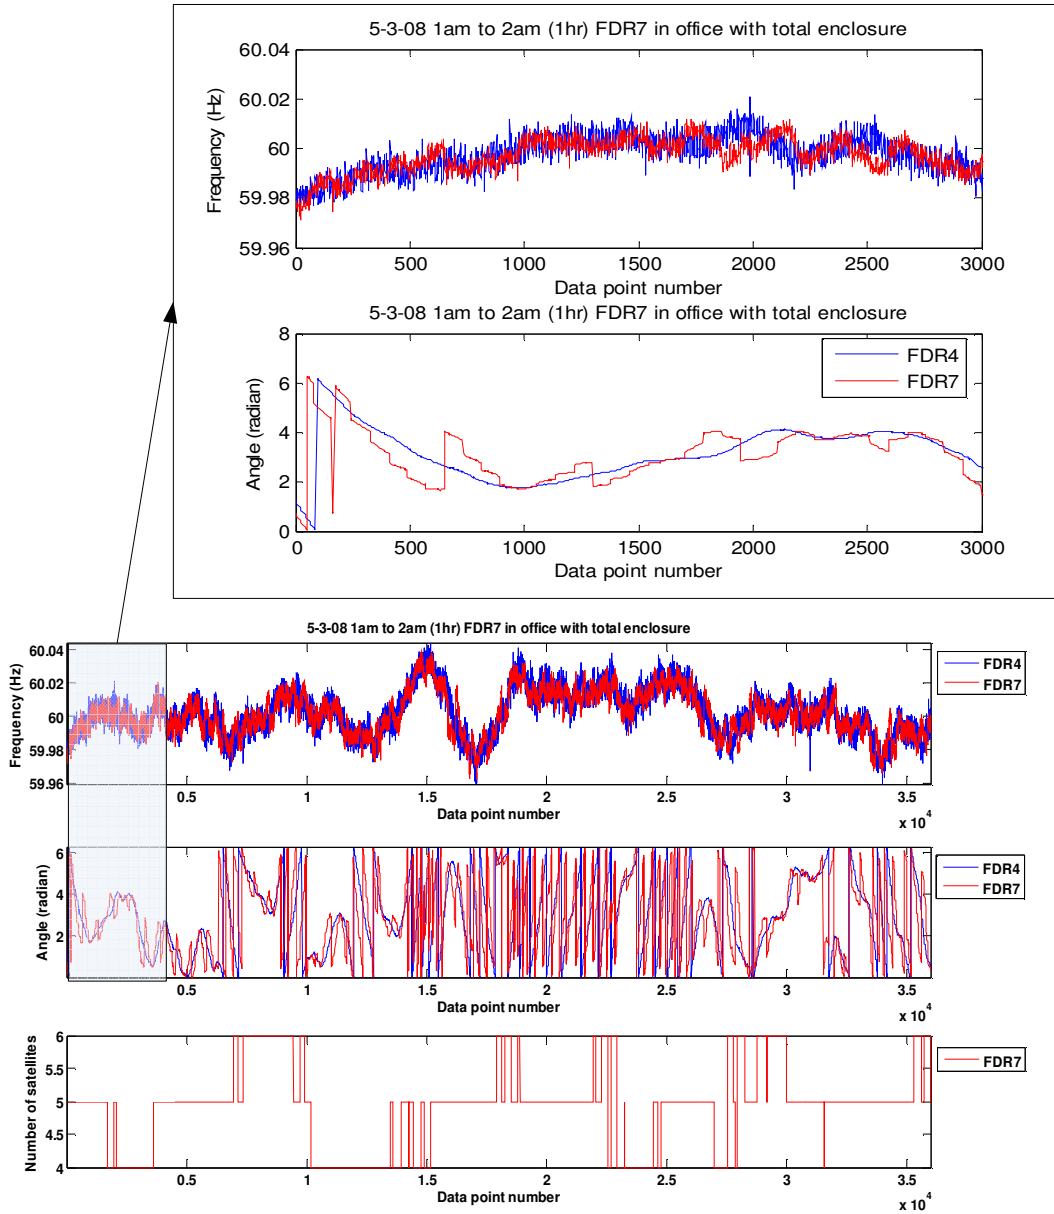 5-3-08 1am to 2am (1hr) FDR7 in office with total enclosure
60.04
60.02
60
59.98
59.96
Frequency (Hz)
0 500 1000 1500 2000 2500 3000
Data point number
5-3-08 1am to 2am (1hr) FDR7 in office with total enclosure
8
6
4
2
0
Angle (radian)
FDR4
FDR7
0 500 1000 1500 2000 2500 3000
Data point number
5-3-08 1am to 2am (1hr) FDR7 in office with total enclosure
60.04
60.02
60
59.98
59.96
Frequency (Hz)
FDR4
FDR7
0.5 1 1.5 2 2.5 3 3.5
Data point number
x 10^4
6
4
2
Angle (radian)
FDR4
FDR7
0.5 1 1.5 2 2.5 3 3.5
Data point number
x 10^4
6
5.5
5
4.5
4
Number of satellites
FDR7
0.5 1 1.5 2 2.5 3 3.5
Data point number
x 10^4